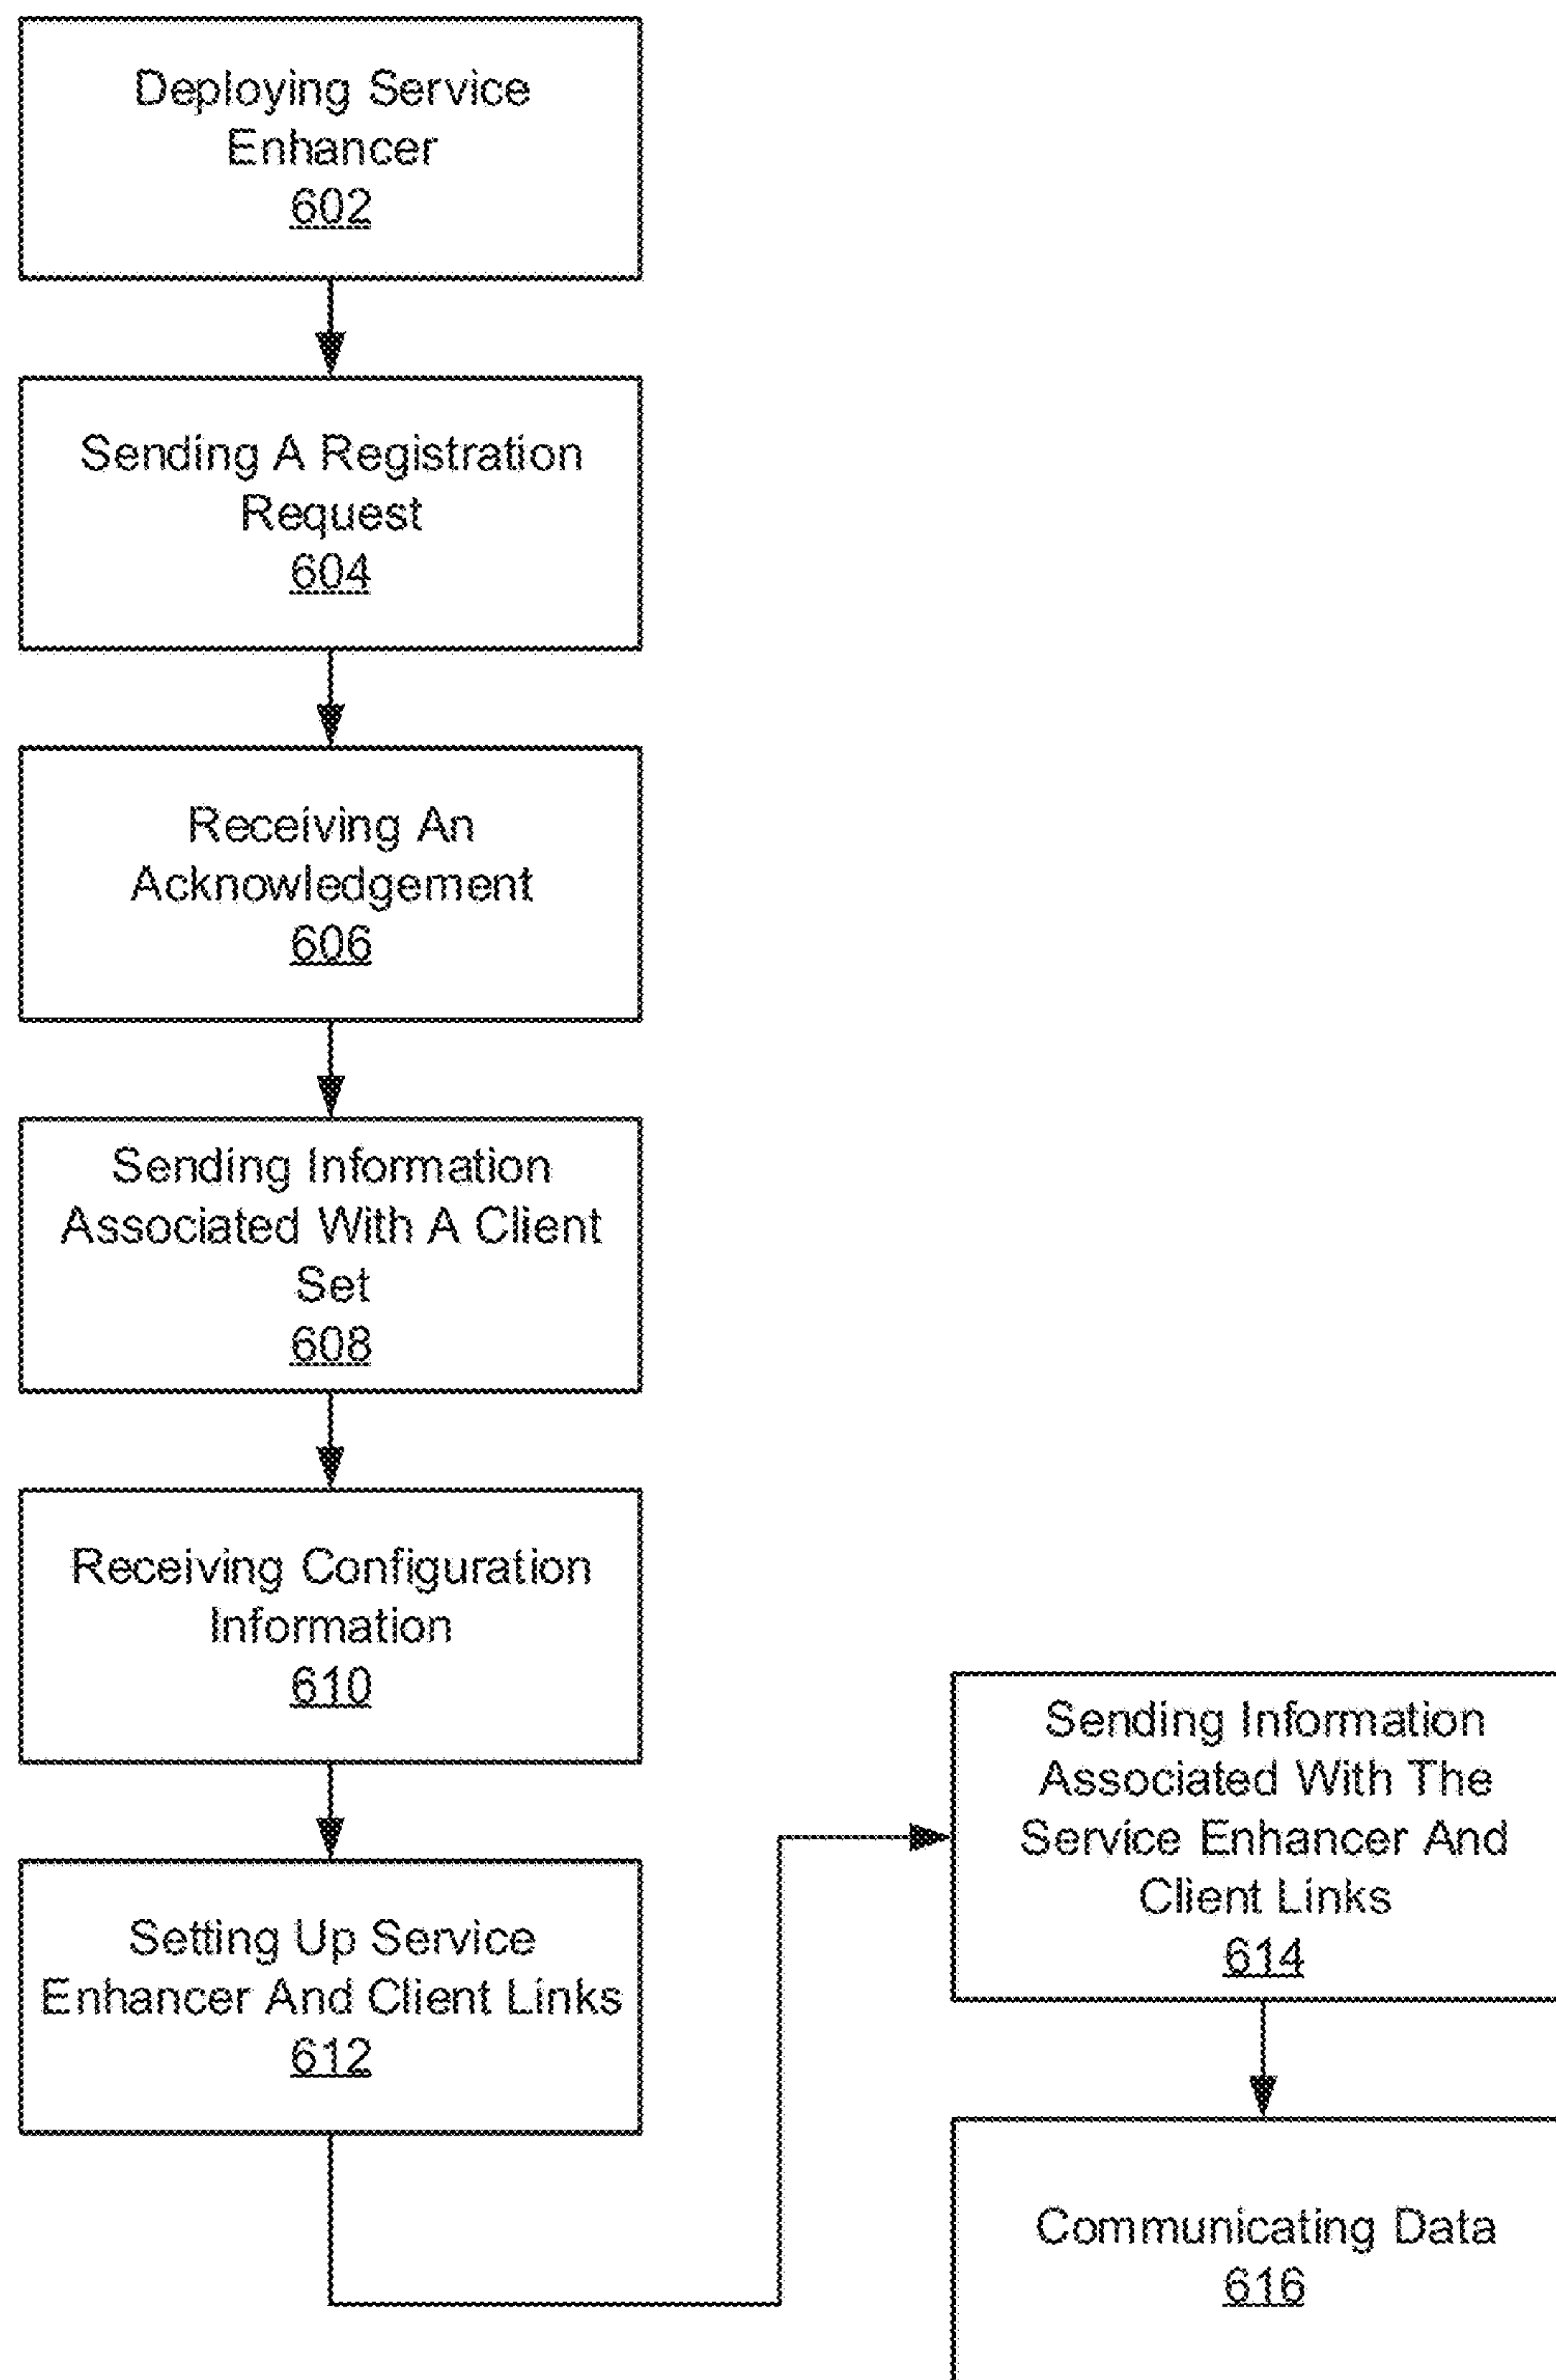 Deploying Service
Enhancer
602
Sending A Registration
Request
604
Receiving An
Acknowledgement
606
Sending Information
Associated With A Client
Set
608
Receiving Configuration
Information
610
Setting Up Service
Enhancer And Client Links
612
Sending Information
Associated With The
Service Enhancer And
Client Links
614
Communicating Data
616